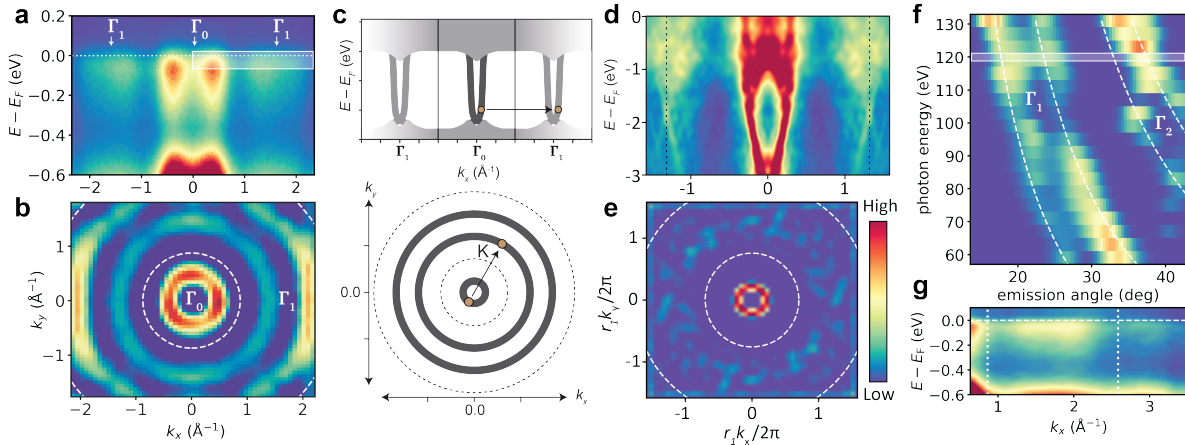 a
Γ1 Γ0 Γ1
E − EF (eV)
0.2
0.0
−0.2
−0.4
−0.6
−2 −1 0 1 2
b
Γ0 Γ1
ky (Å⁻¹)
1
0
−1
−2 −1 0 1 2
kx (Å⁻¹)
c
E − EF (eV)
Γ1 Γ0 Γ1
kx (Å⁻¹)
ky
K
0.0
0.0
kx
d
E − EF (eV)
0
-1
-2
-3
-1 0 1
e
r⊥ky/2π
1
0
-1
-1 0 1
r⊥kx/2π
High
Low
f
photon energy (eV)
130
120
110
100
90
80
70
60
Γ1
Γ2
20 30 40
emission angle (deg)
g
E − EF (eV)
0.0
−0.2
−0.4
−0.6
1 2 3
kx (Å⁻¹)